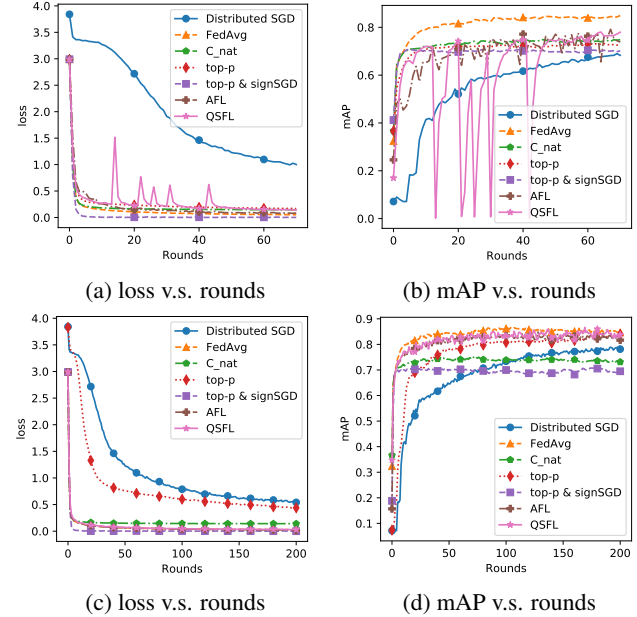 4.0
3.5
3.0
2.5
2.0
1.5
1.0
0.5
0.0
loss
0 20 40 60
Rounds
Distributed SGD
FedAvg
C_nat
top-p
top-p & signSGD
AFL
QSFL
(a) loss v.s. rounds
0.8
0.6
0.4
0.2
0.0
mAP
0 20 40 60
Rounds
Distributed SGD
FedAvg
C_nat
top-p
top-p & signSGD
AFL
QSFL
(b) mAP v.s. rounds
4.0
3.5
3.0
2.5
2.0
1.5
1.0
0.5
0.0
loss
0 40 80 120 160 200
Rounds
Distributed SGD
FedAvg
C_nat
top-p
top-p & signSGD
AFL
QSFL
(c) loss v.s. rounds
0.9
0.8
0.7
0.6
0.5
0.4
0.3
0.2
0.1
mAP
0 50 100 150 200
Rounds
Distributed SGD
FedAvg
C_nat
top-p
top-p & signSGD
AFL
QSFL
(d) mAP v.s. rounds